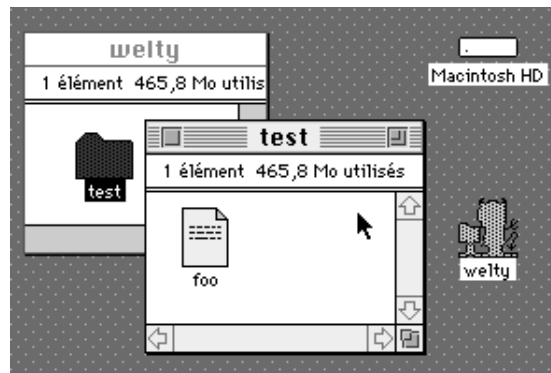 welty
1 élément 465,8 Mo utilis
Macintosh HD
test
test
1 élément 465,8 Mo utilisés
foo
welty